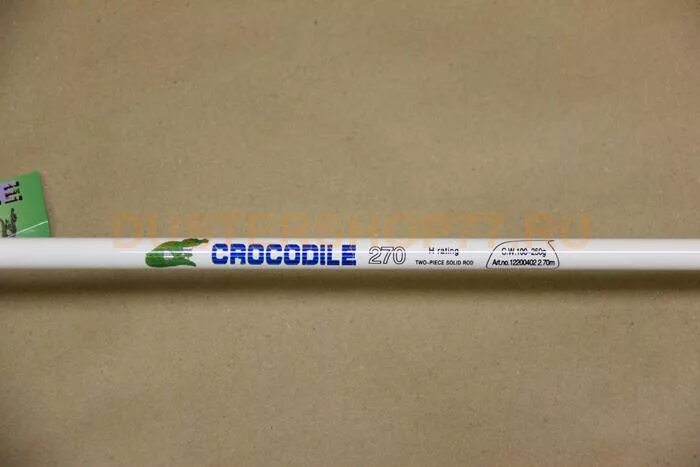 DUSTERSHOP77.RU
CROCODILE 270
H rating
TWO-PIECE SOLID ROD
C.W.100-250g
Art.no.12200402 2.70m